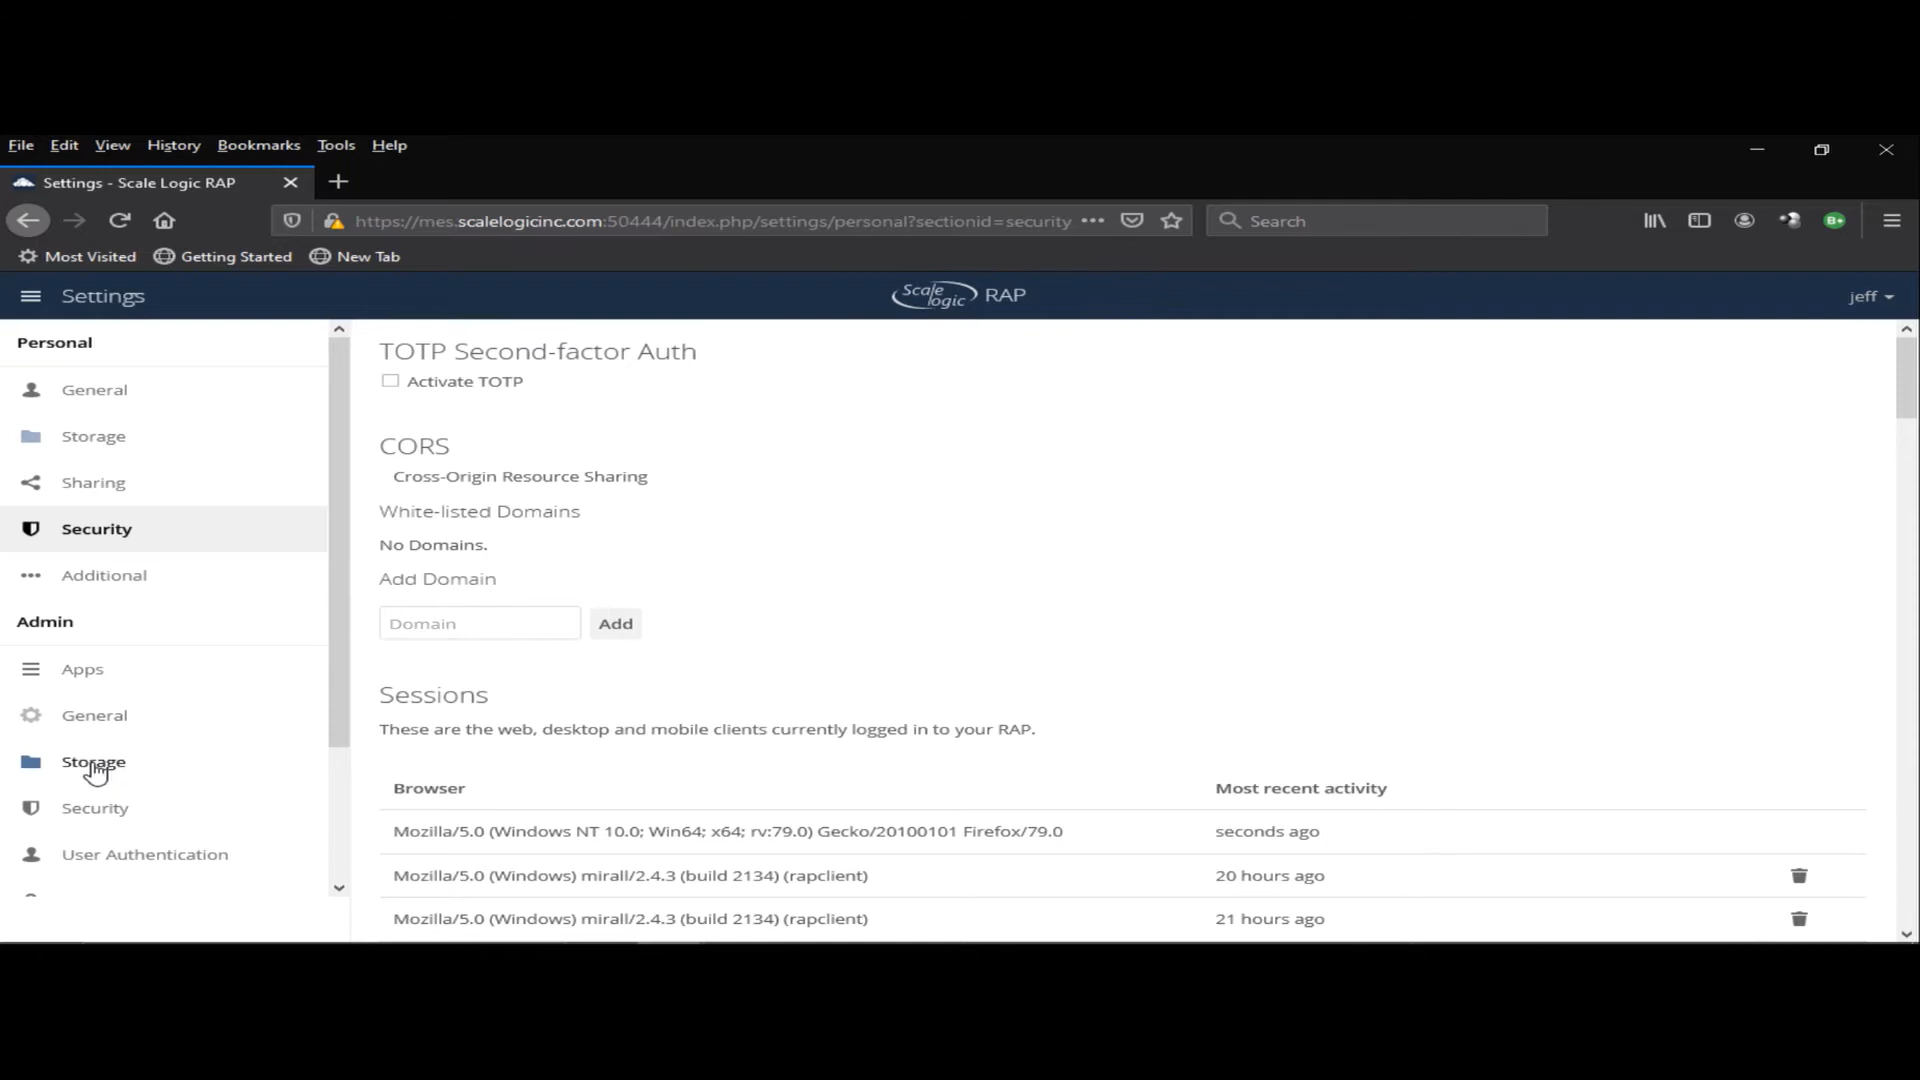 File Edit View History Bookmarks Tools Help
Settings - Scale Logic RAP
https://mes.scalelogicinc.com:50444/index.php/settings/personal?sectionid=security
Search
B+
Most Visited Getting Started New Tab
Settings
Scale logic RAP
jeff
Personal
General
Storage
Sharing
Security
Additional
Admin
Apps
General
Storage
Security
User Authentication
TOTP Second-factor Auth
Activate TOTP
CORS
Cross-Origin Resource Sharing
White-listed Domains
No Domains.
Add Domain
Domain Add
Sessions
These are the web, desktop and mobile clients currently logged in to your RAP.
Browser Most recent activity
Mozilla/5.0 (Windows NT 10.0; Win64; x64; rv:79.0) Gecko/20100101 Firefox/79.0 seconds ago
Mozilla/5.0 (Windows) mirall/2.4.3 (build 2134) (rapclient) 20 hours ago
Mozilla/5.0 (Windows) mirall/2.4.3 (build 2134) (rapclient) 21 hours ago